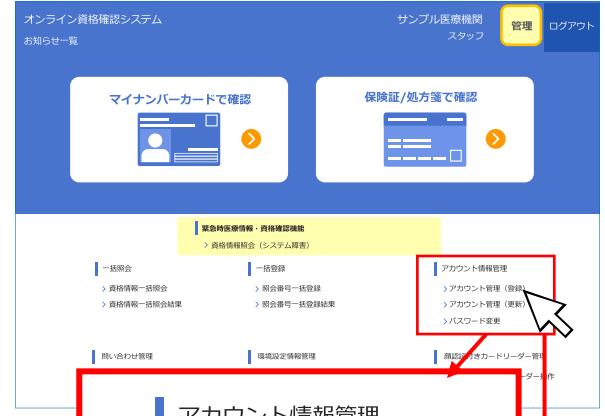 オンライン資格確認システム
サンプル医療機関
スタッフ
管理
ログアウト
お知らせ一覧
マイナンバーカードで確認
保険証/処方箋で確認
緊急時医療情報・資格確認機能
資格情報照会（システム障害）
一括照会
資格情報一括照会
資格情報一括照会結果
一括登録
照会番号一括登録
照会番号一括登録結果
アカウント情報管理
アカウント管理（登録）
アカウント管理（更新）
パスワード変更
問い合わせ管理
環境設定情報管理
顔認証付きカードリーダー管理
ーダー操作
アカウント情報管理